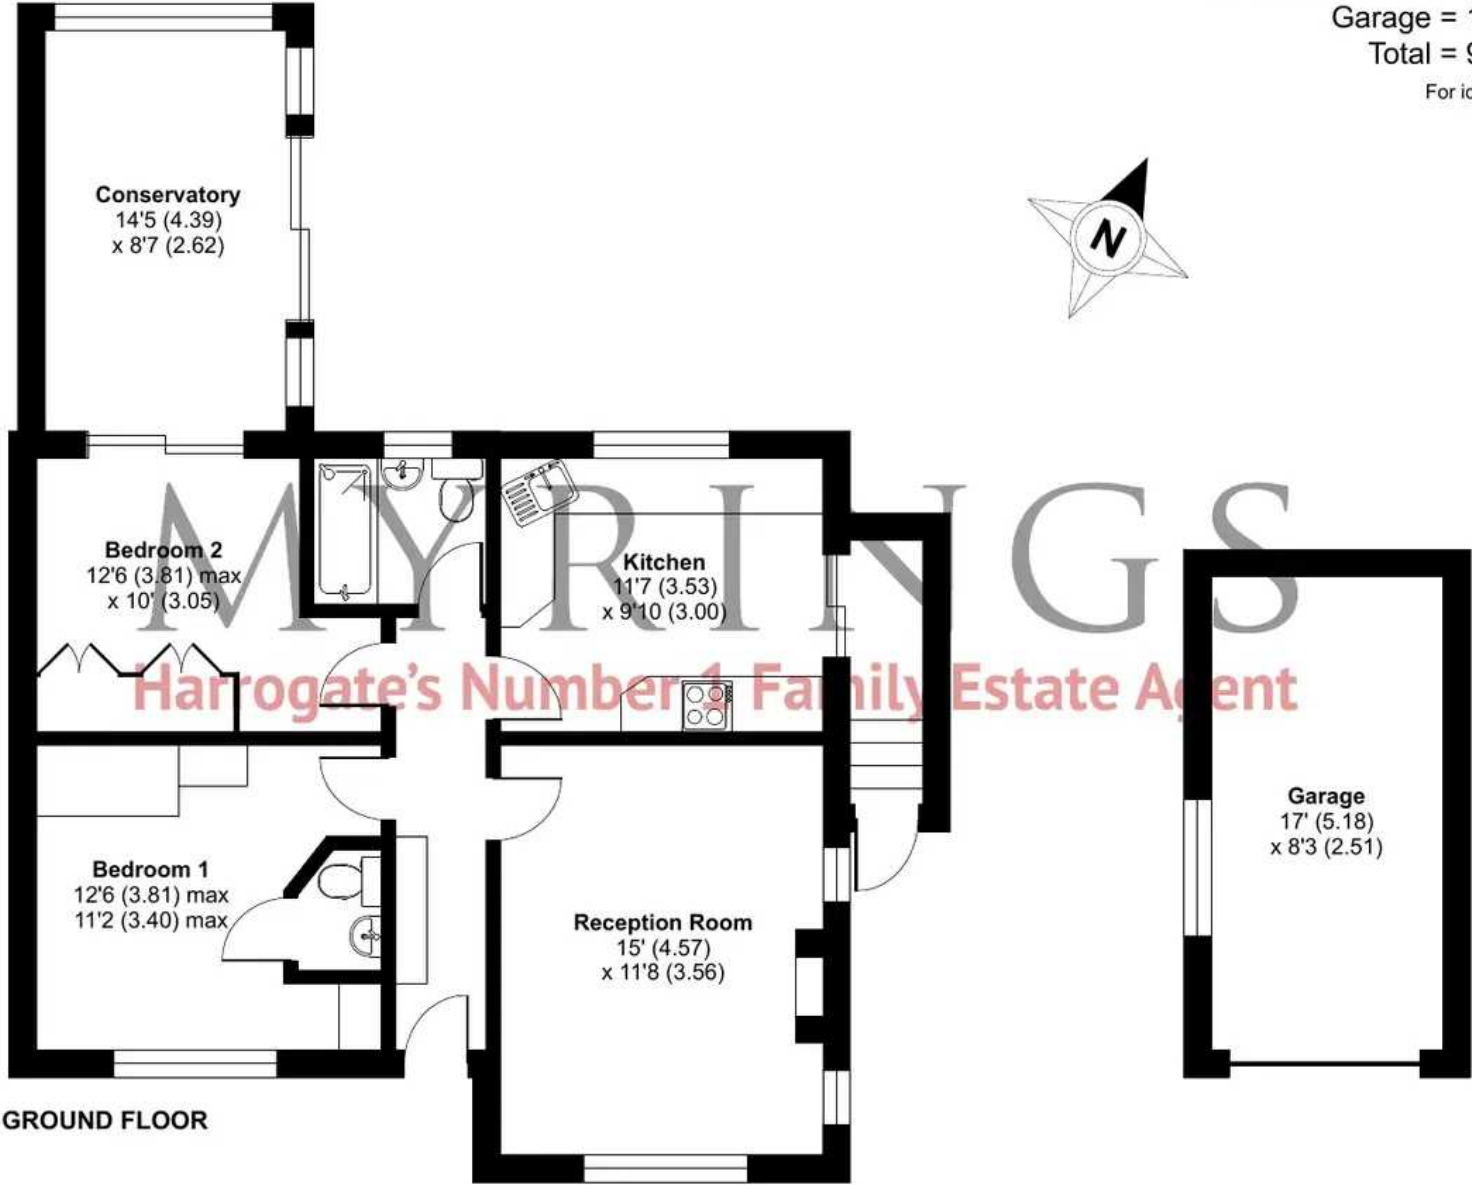 Garage = 1
Total = 9
For
Conservatory
14'5 (4.39)
x 8'7 (2.62)
N
MYRINGS
Harrogate's Number 1 Family Estate Agent
Bedroom 2
12'6 (3.81) max
x 10' (3.05)
Kitchen
11'7 (3.53)
x 9'10 (3.00)
Bedroom 1
12'6 (3.81) max
11'2 (3.40) max
Reception Room
15' (4.57)
x 11'8 (3.56)
Garage
17' (5.18)
x 8'3 (2.51)
GROUND FLOOR